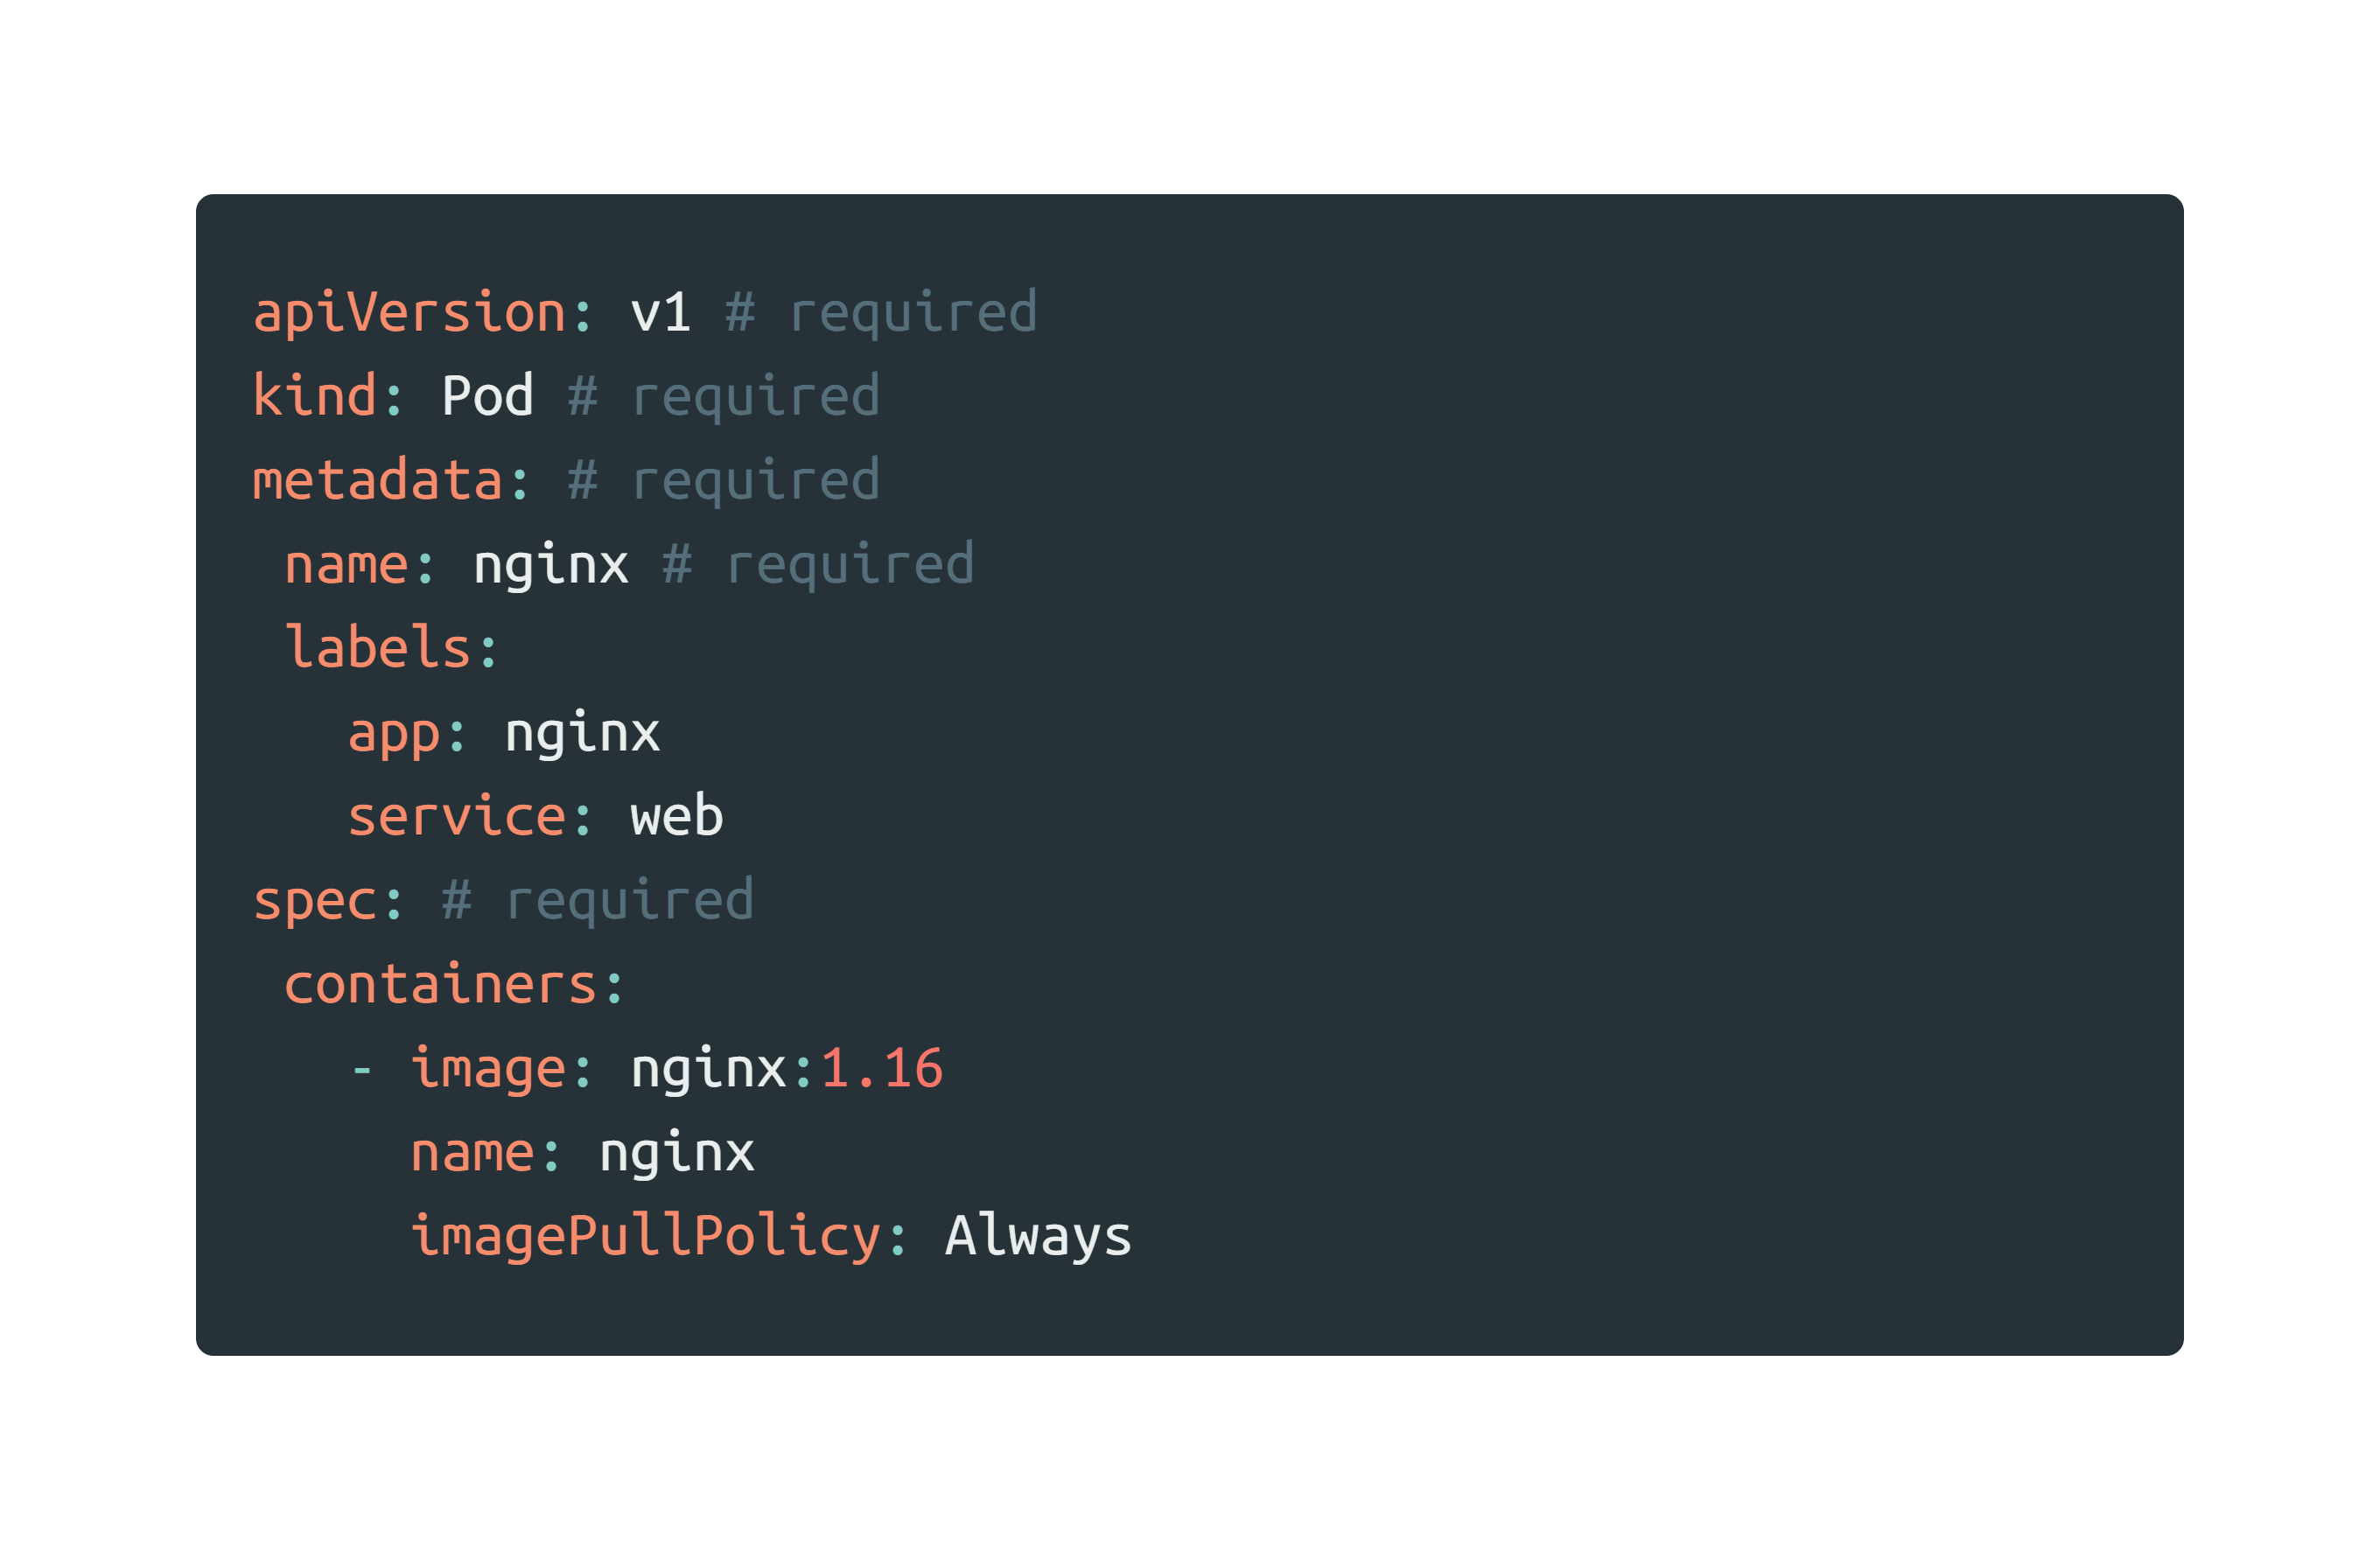 apiVersion: v1 # required
kind: Pod # required
metadata: # required
 name: nginx # required
 labels:
   app: nginx
   service: web
spec: # required
 containers:
   - image: nginx:1.16
     name: nginx
     imagePullPolicy: Always